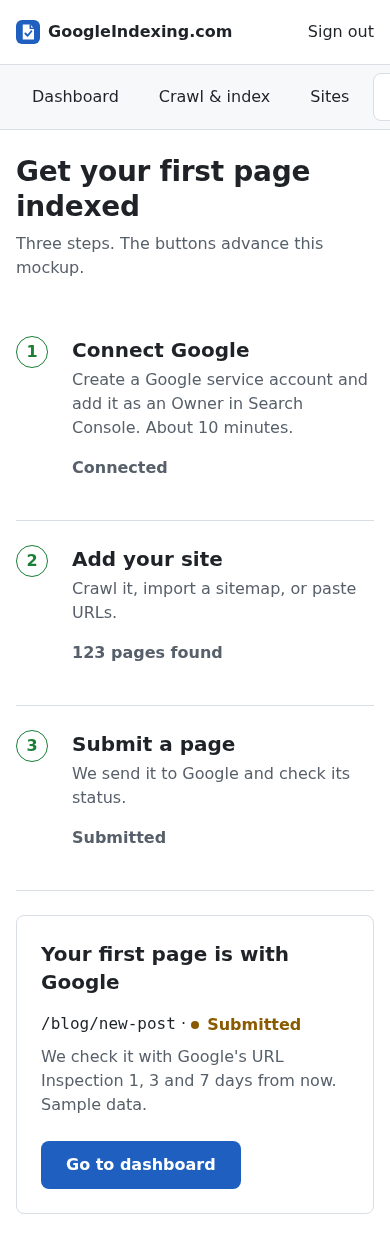 GoogleIndexing.com
Sign out
Dashboard
Crawl & index
Sites
Get your first page
indexed
Three steps. The buttons advance this
mockup.
1
Connect Google
Create a Google service account and
add it as an Owner in Search
Console. About 10 minutes.
Connected
2
Add your site
Crawl it, import a sitemap, or paste
URLs.
123 pages found
3
Submit a page
We send it to Google and check its
status.
Submitted
Your first page is with
Google
/blog/new-post · Submitted
We check it with Google's URL
Inspection 1, 3 and 7 days from now.
Sample data.
Go to dashboard